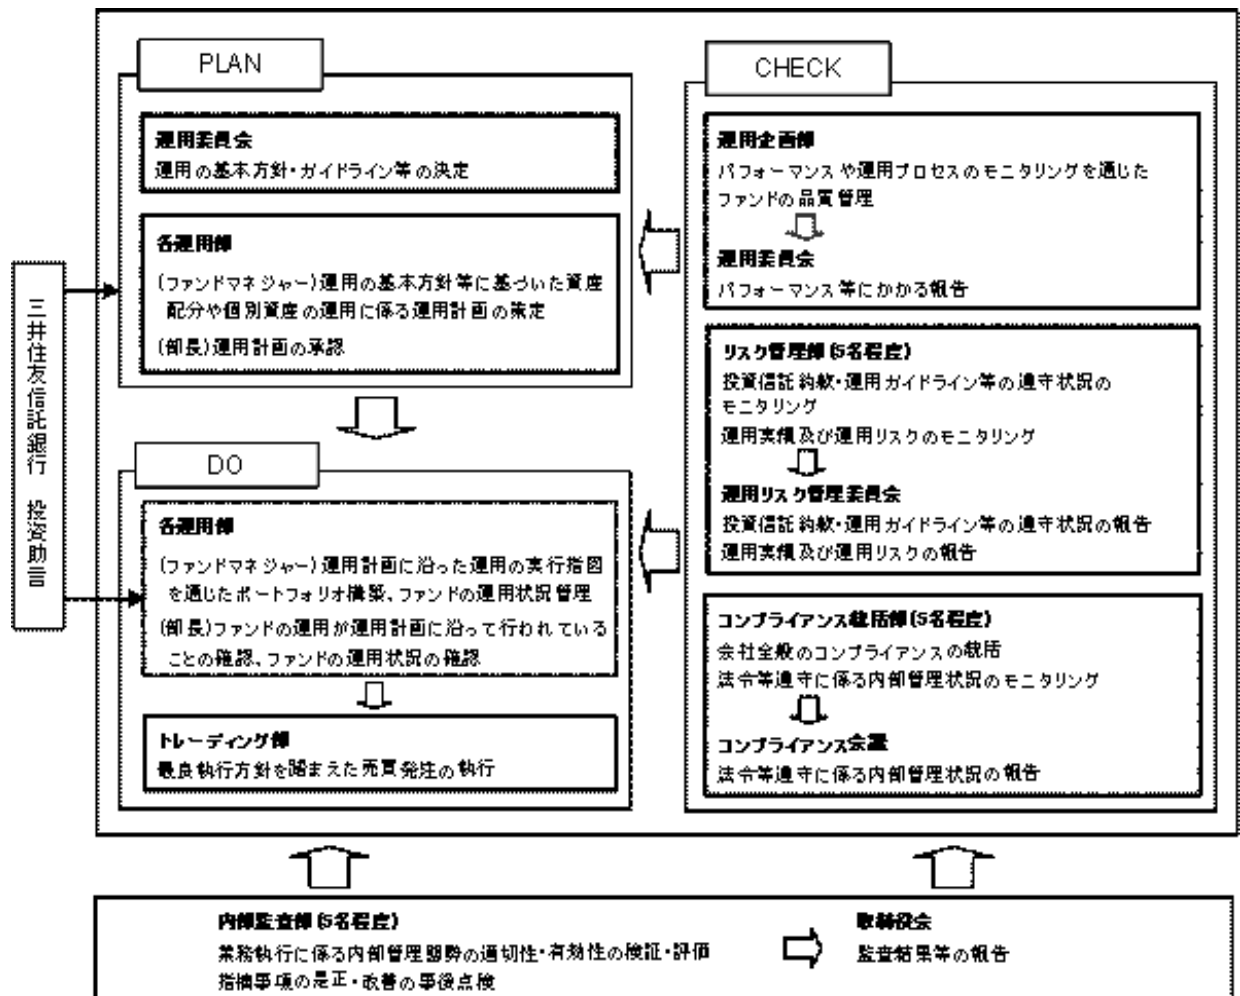 PLAN
運用委員会
運用の基本方針・ガイドライン等の決定
各運用部
(ファンドマネジャー)運用の基本方針等に基づいた資産
配分や個別資産の運用に係る運用計画の策定
(部長)運用計画の承認
三井住友信託銀行 投資助言
DO
各運用部
(ファンドマネジャー)運用計画に沿った運用の実行指図
を通じたポートフォリオ構築、ファンドの運用状況管理
(部長)ファンドの運用が運用計画に沿って行われている
ことの確認、ファンドの運用状況の確認
トレーディング部
最良執行方針を踏まえた売買発注の執行
CHECK
運用企画部
パフォーマンスや運用プロセスのモニタリングを通じた
ファンドの品質管理
運用委員会
パフォーマンス等にかかる報告
リスク管理部(5名程度)
投資信託約款・運用ガイドライン等の遵守状況の
モニタリング
運用実績及び運用リスクのモニタリング
運用リスク管理委員会
投資信託約款・運用ガイドライン等の遵守状況の報告
運用実績及び運用リスクの報告
コンプライアンス統括部(5名程度)
会社全般のコンプライアンスの統括
法令等遵守に係る内部管理状況のモニタリング
コンプライアンス会議
法令等遵守に係る内部管理状況の報告
内部監査部(5名程度)
業務執行に係る内部管理態勢の適切性・有効性の検証・評価
指摘事項の是正・改善の事後点検
取締役会
監査結果等の報告